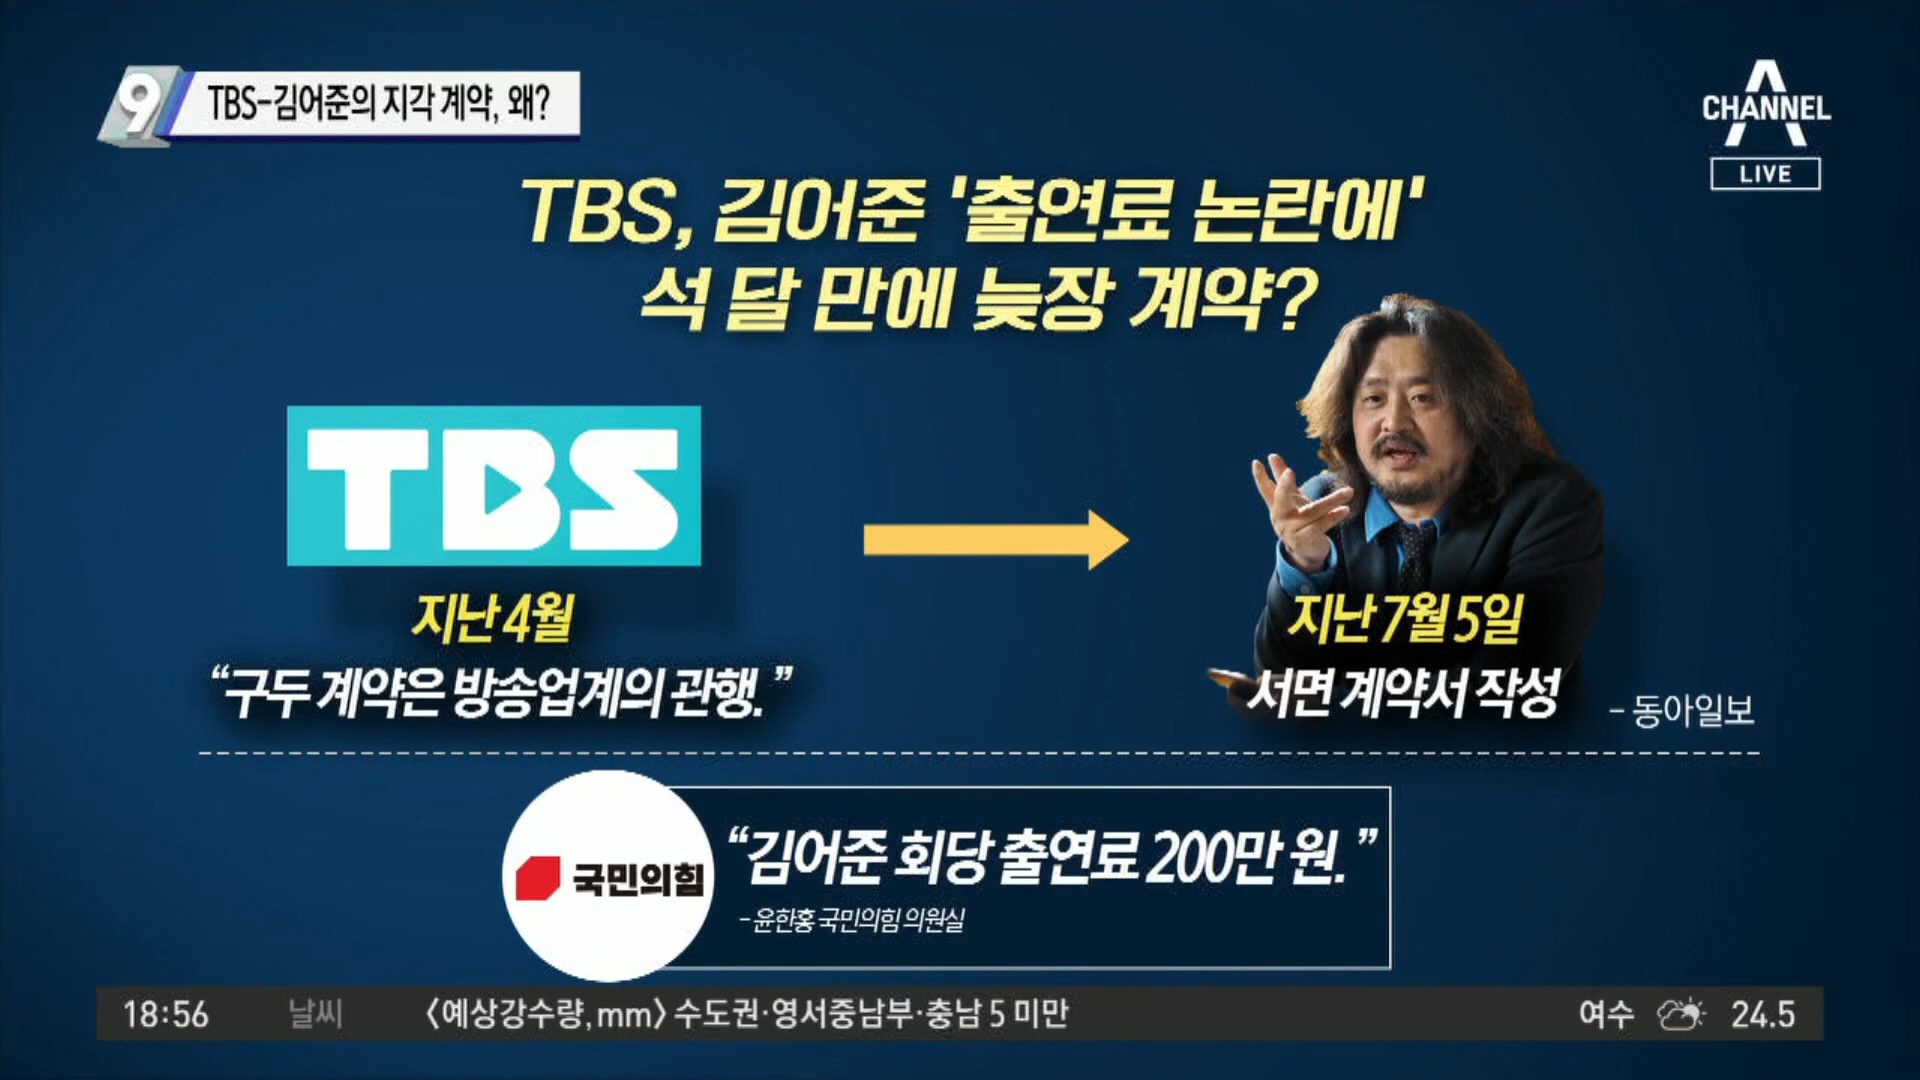 9
TBS-김어준의 지각 계약, 왜?
CHANNEL A
LIVE
TBS, 김어준 '출연료 논란에'
석 달 만에 늦장 계약?
TBS
지난 4월
“구두 계약은 방송업계의 관행.”
지난 7월 5일
서면 계약서 작성
- 동아일보
국민의힘
“김어준 회당 출연료 200만 원.”
- 윤한홍 국민의힘 의원실
18:56 날씨 〈예상강수량, mm〉 수도권·영서중남부·충남 5 미만 여수 24.5